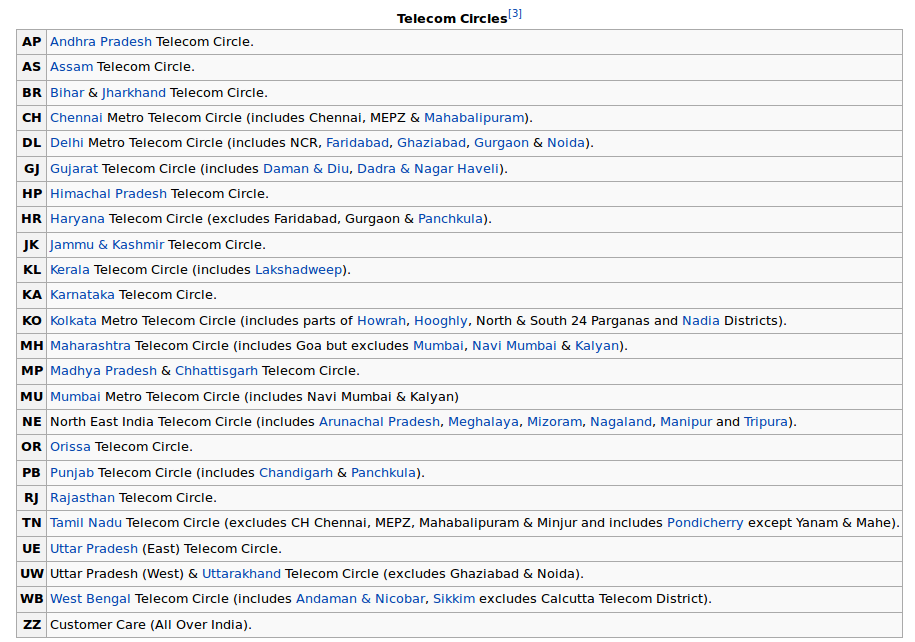 Telecom Circles[3]
AP Andhra Pradesh Telecom Circle.
AS Assam Telecom Circle.
BR Bihar & Jharkhand Telecom Circle.
CH Chennai Metro Telecom Circle (includes Chennai, MEPZ & Mahabalipuram).
DL Delhi Metro Telecom Circle (includes NCR, Faridabad, Ghaziabad, Gurgaon & Noida).
GJ Gujarat Telecom Circle (includes Daman & Diu, Dadra & Nagar Haveli).
HP Himachal Pradesh Telecom Circle.
HR Haryana Telecom Circle (excludes Faridabad, Gurgaon & Panchkula).
JK Jammu & Kashmir Telecom Circle.
KL Kerala Telecom Circle (includes Lakshadweep).
KA Karnataka Telecom Circle.
KO Kolkata Metro Telecom Circle (includes parts of Howrah, Hooghly, North & South 24 Parganas and Nadia Districts).
MH Maharashtra Telecom Circle (includes Goa but excludes Mumbai, Navi Mumbai & Kalyan).
MP Madhya Pradesh & Chhattisgarh Telecom Circle.
MU Mumbai Metro Telecom Circle (includes Navi Mumbai & Kalyan)
NE North East India Telecom Circle (includes Arunachal Pradesh, Meghalaya, Mizoram, Nagaland, Manipur and Tripura).
OR Orissa Telecom Circle.
PB Punjab Telecom Circle (includes Chandigarh & Panchkula).
RJ Rajasthan Telecom Circle.
TN Tamil Nadu Telecom Circle (excludes CH Chennai, MEPZ, Mahabalipuram & Minjur and includes Pondicherry except Yanam & Mahe).
UE Uttar Pradesh (East) Telecom Circle.
UW Uttar Pradesh (West) & Uttarakhand Telecom Circle (excludes Ghaziabad & Noida).
WB West Bengal Telecom Circle (includes Andaman & Nicobar, Sikkim excludes Calcutta Telecom District).
ZZ Customer Care (All Over India).